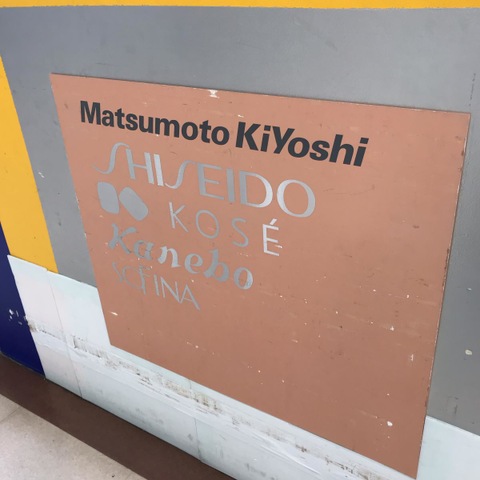 Matsumoto KiYoshi
SHISEIDO
KOSÉ
Kanebo
SOFINA